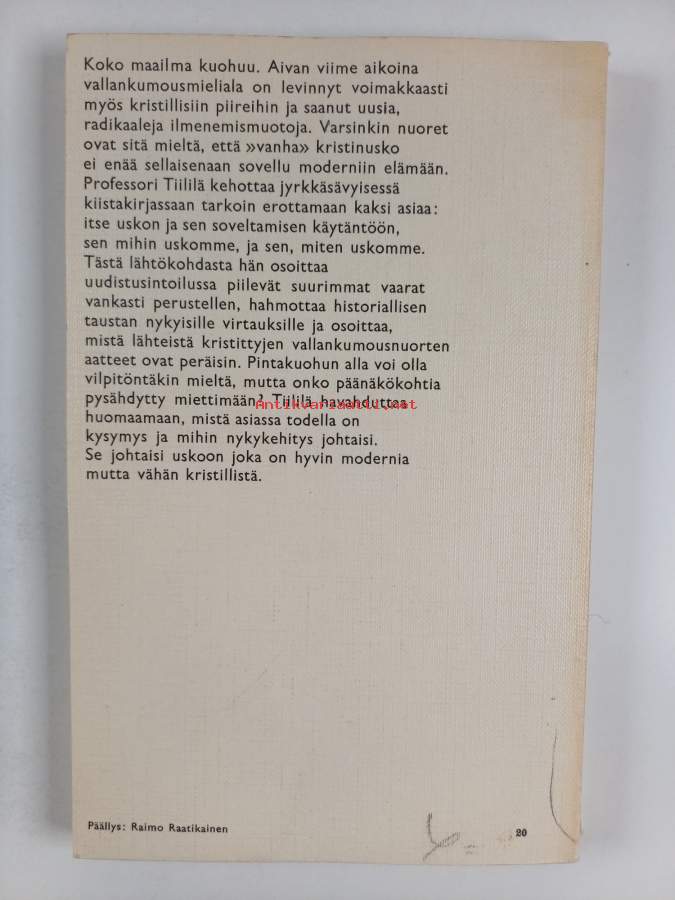 Koko maailma kuohuu. Aivan viime aikoina
vallankumousmieliala on levinnyt voimakkaasti
myös kristillisiin piireihin ja saanut uusia,
radikaaleja ilmenemismuotoja. Varsinkin nuoret
ovat sitä mieltä, että »vanha» kristinusko
ei enää sellaisenaan sovellu moderniin elämään.
Professori Tiililä kehottaa jyrkkäsävyisessä
kiistakirjassaan tarkoin erottamaan kaksi asiaa:
itse uskon ja sen soveltamisen käytäntöön,
sen mihin uskomme, ja sen, miten uskomme.
Tästä lähtökohdasta hän osoittaa
uudistusintoilussa piilevät suurimmat vaarat
vankasti perustellen, hahmottaa historiallisen
taustan nykyisille virtauksille ja osoittaa,
mistä lähteistä kristittyjen vallankumousnuorten
aatteet ovat peräisin. Pintakuohun alla voi olla
vilpitöntäkin mieltä, mutta onko päänäkökohtia
pysähdytty miettimään? Tiililä havahduttaa
Antikvariaatti.net
huomaamaan, mistä asiassa todella on
kysymys ja mihin nykykehitys johtaisi.
Se johtaisi uskoon joka on hyvin modernia
mutta vähän kristillistä.
Päällys: Raimo Raatikainen
20